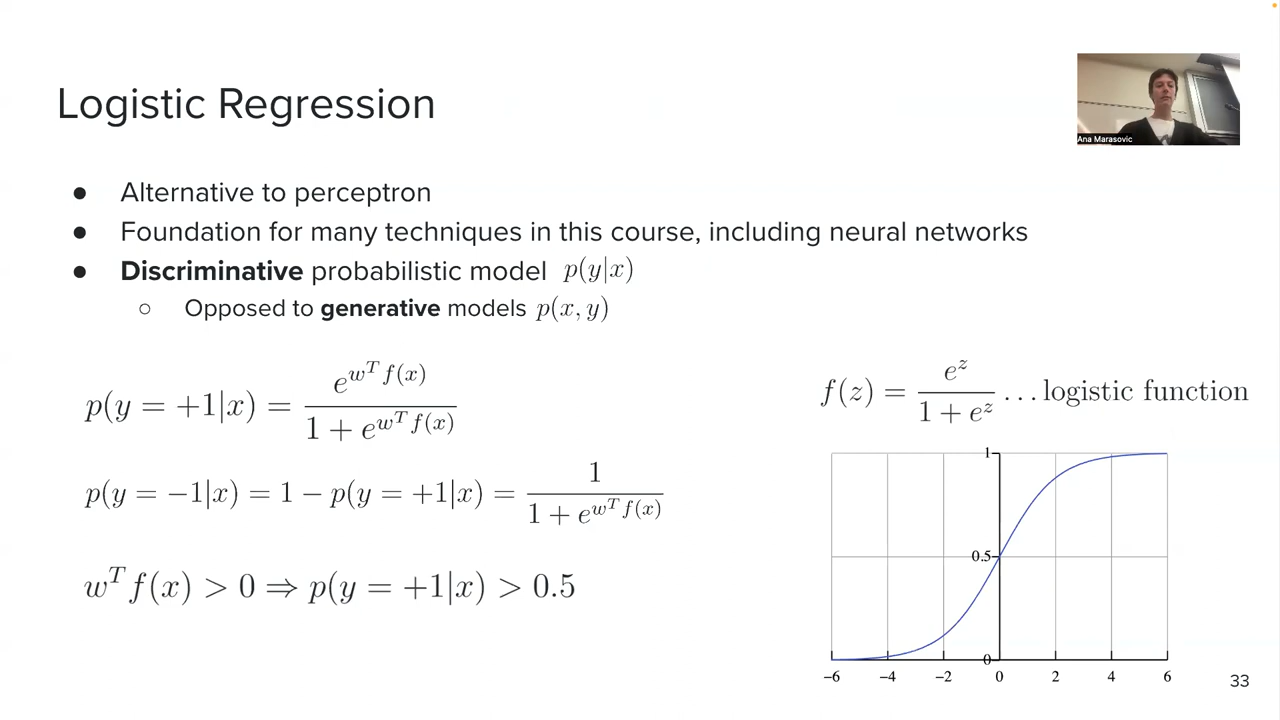 Logistic Regression
Ana Marasovic
● Alternative to perceptron
● Foundation for many techniques in this course, including neural networks
● Discriminative probabilistic model p(y|x)
○ Opposed to generative models p(x, y)
p(y = +1|x) = e^{w^T f(x)} / (1 + e^{w^T f(x)})
p(y = −1|x) = 1 − p(y = +1|x) = 1 / (1 + e^{w^T f(x)})
w^T f(x) > 0 ⇒ p(y = +1|x) > 0.5
f(z) = e^z / (1 + e^z) ... logistic function
1
0.5
0
−6 −4 −2 0 2 4 6
33